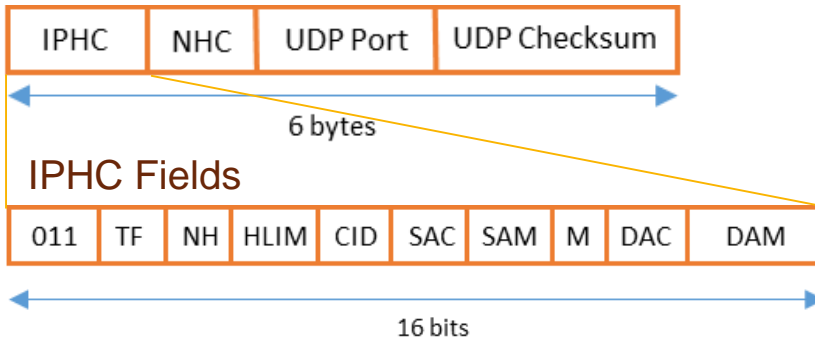 IPHC NHC UDP Port UDP Checksum
6 bytes
IPHC Fields
011 TF NH HLIM CID SAC SAM M DAC DAM
16 bits